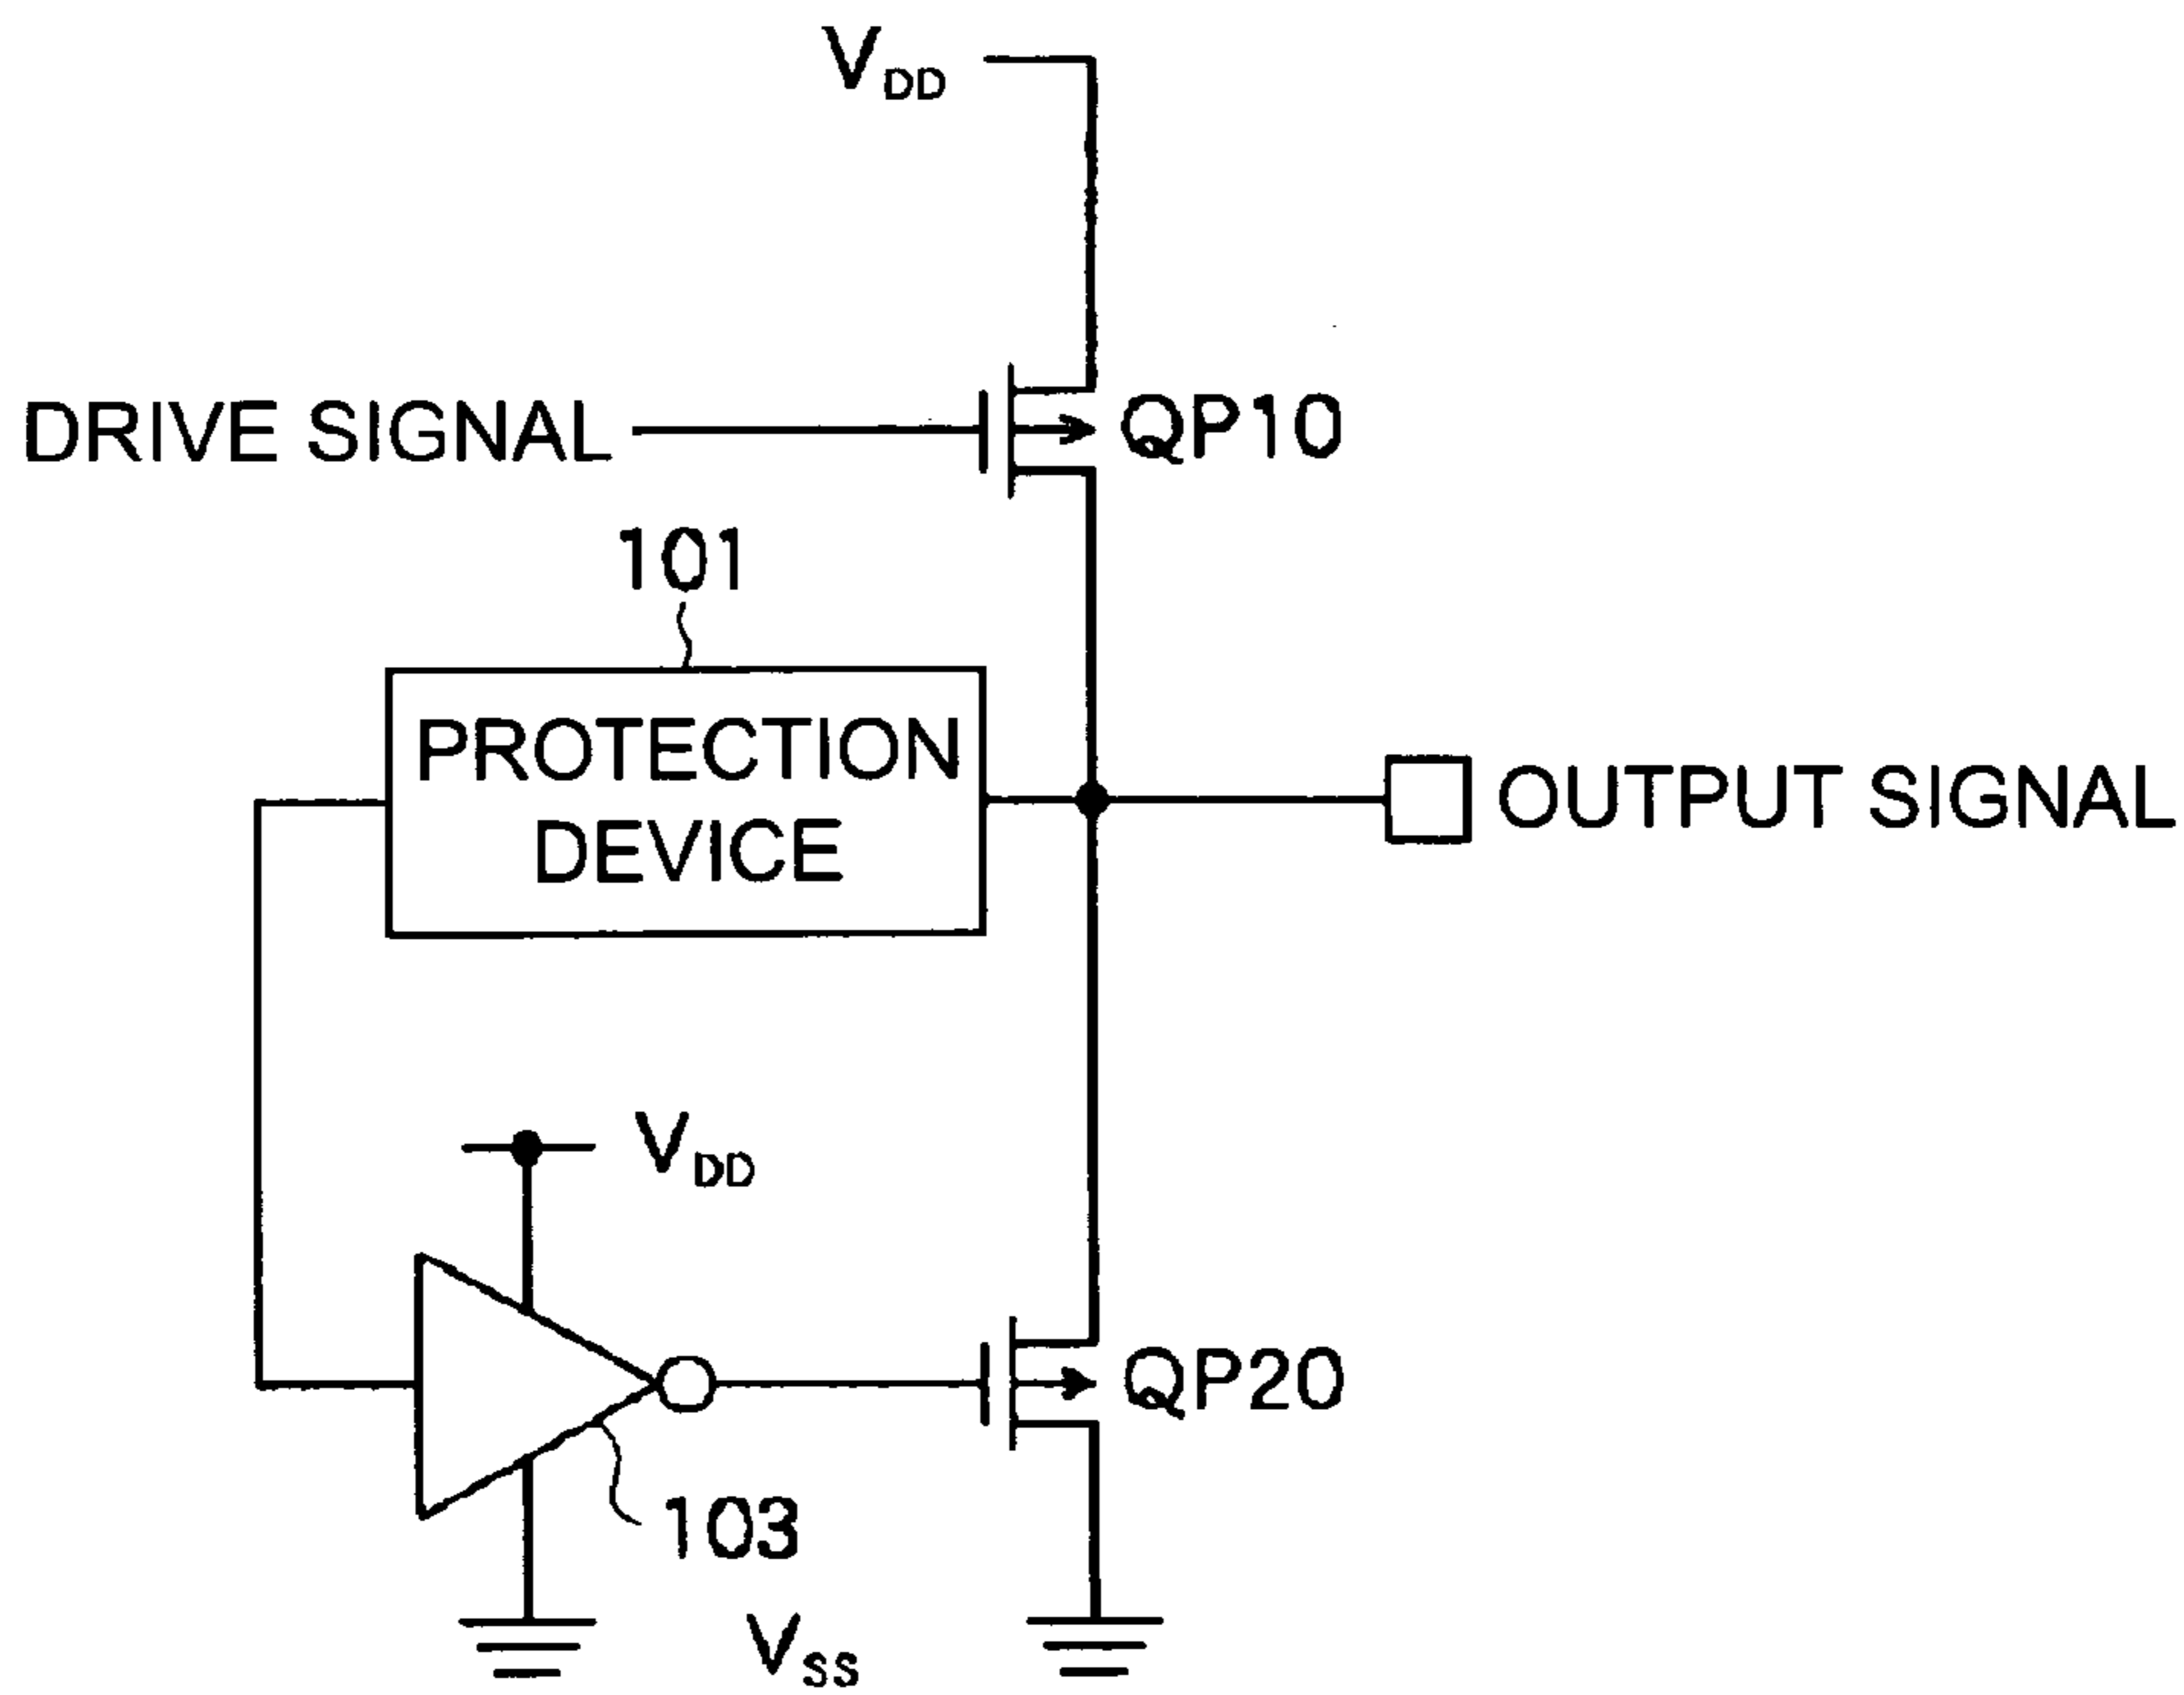 VDD
DRIVE SIGNAL
QP10
101
PROTECTION
DEVICE
OUTPUT SIGNAL
VDD
QP20
103
VSS